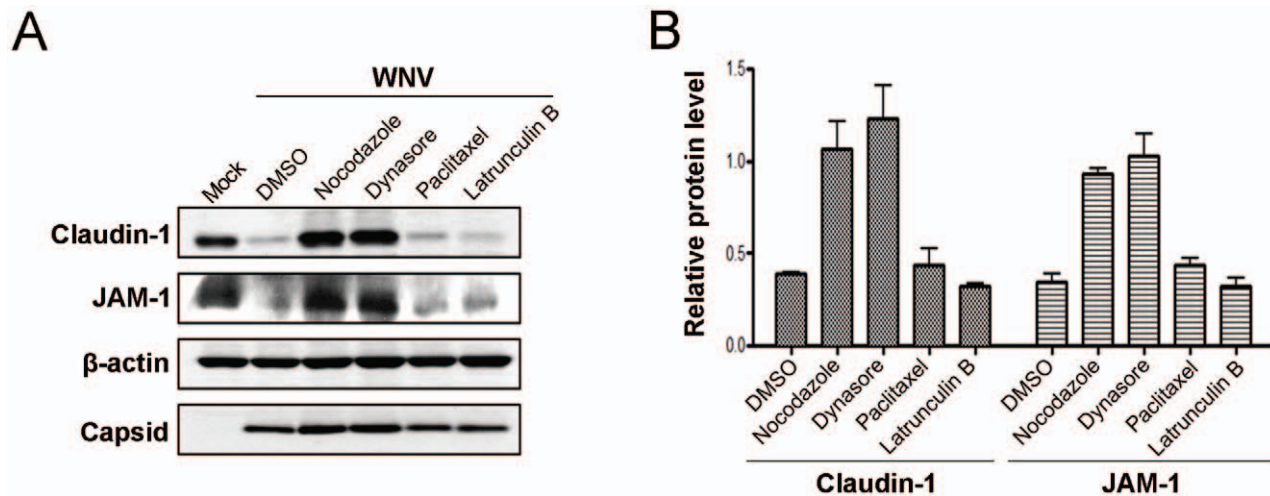 A
WNV
Mock DMSO Nocodazole Dynasore Paclitaxel Latrunculin B
Claudin-1
JAM-1
β-actin
Capsid
B
Relative protein level
1.5
1.0
0.5
0.0
DMSO Nocodazole Dynasore Paclitaxel Latrunculin B DMSO Nocodazole Dynasore Paclitaxel Latrunculin B
Claudin-1 JAM-1